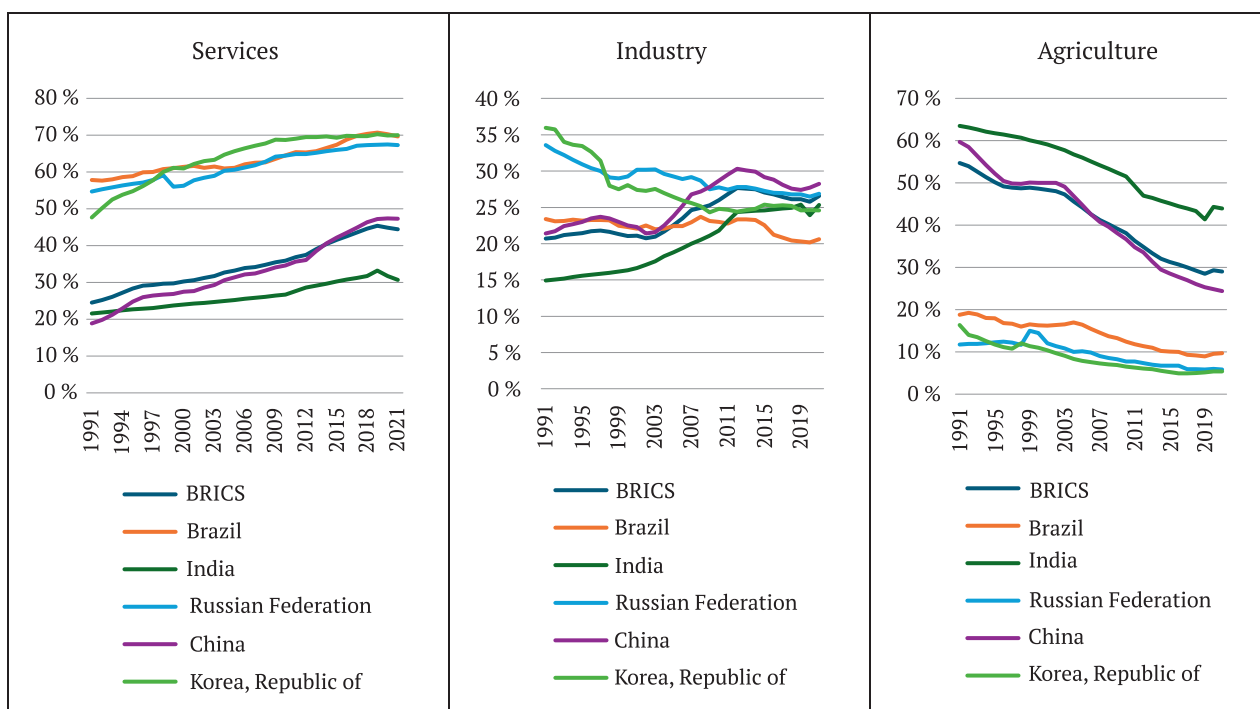 Services
80 %
70 %
60 %
50 %
40 %
30 %
20 %
10 %
0 %
1991
1994
1997
2000
2003
2006
2009
2012
2015
2018
2021
BRICS
Brazil
India
Russian Federation
China
Korea, Republic of
Industry
40 %
35 %
30 %
25 %
20 %
15 %
10 %
5 %
0 %
1991
1995
1999
2003
2007
2011
2015
2019
BRICS
Brazil
India
Russian Federation
China
Korea, Republic of
Agriculture
70 %
60 %
50 %
40 %
30 %
20 %
10 %
0 %
1991
1995
1999
2003
2007
2011
2015
2019
BRICS
Brazil
India
Russian Federation
China
Korea, Republic of